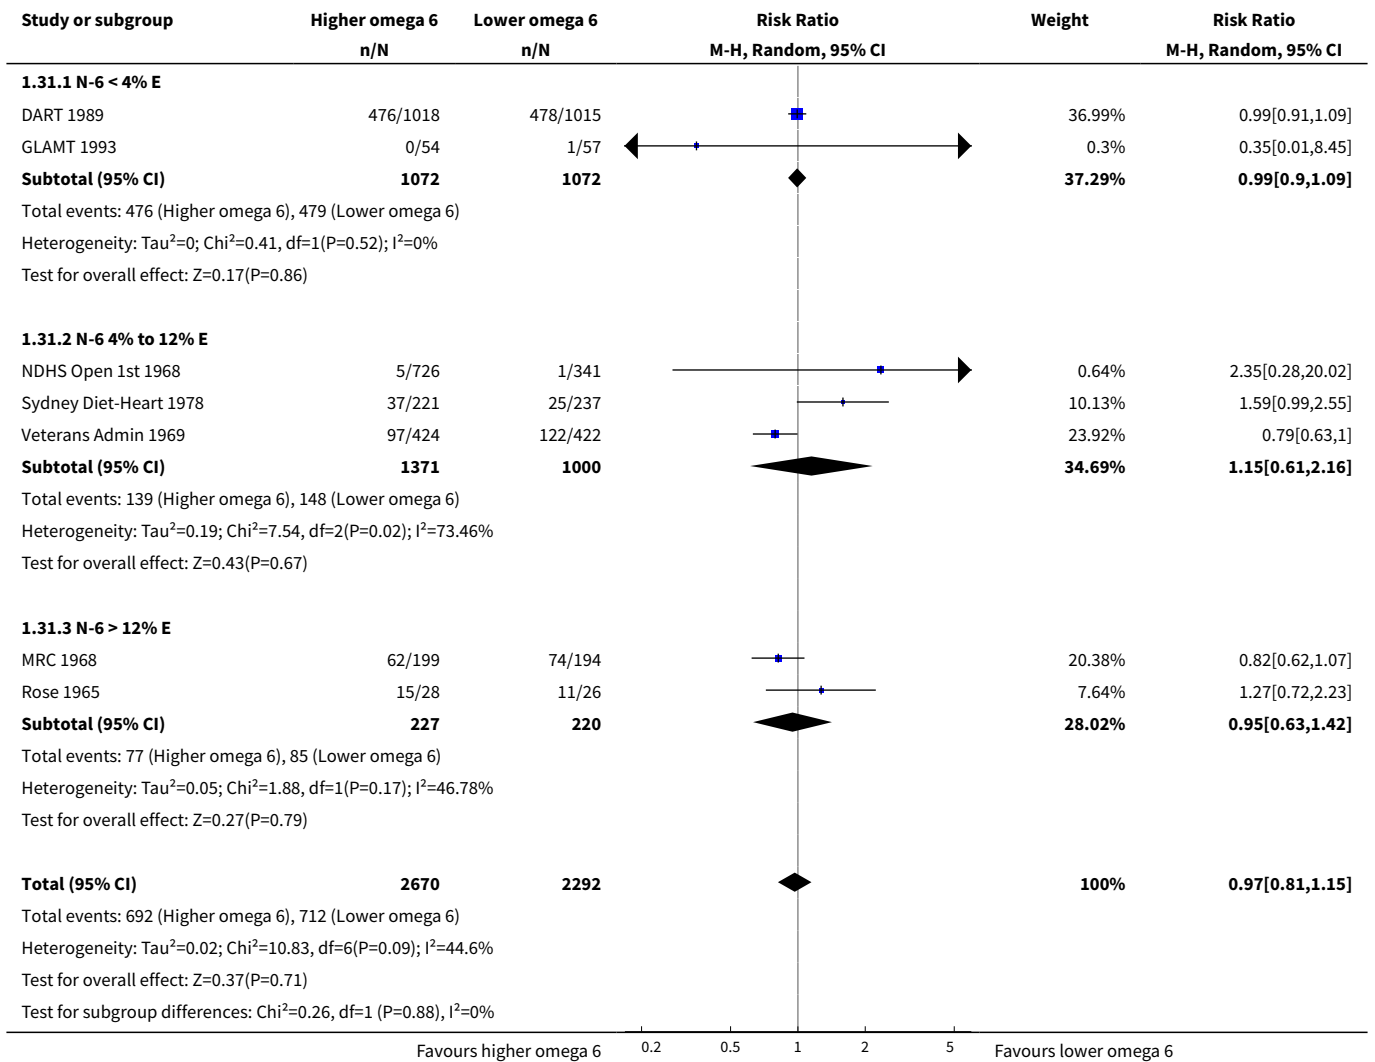 Study or subgroup Higher omega 6 Lower omega 6 Risk Ratio Weight Risk Ratio
n/N n/N M-H, Random, 95% CI M-H, Random, 95% CI
1.31.1 N-6 < 4% E
DART 1989 476/1018 478/1015 36.99% 0.99[0.91,1.09]
GLAMT 1993 0/54 1/57 0.3% 0.35[0.01,8.45]
Subtotal (95% CI) 1072 1072 37.29% 0.99[0.9,1.09]
Total events: 476 (Higher omega 6), 479 (Lower omega 6)
Heterogeneity: Tau²=0; Chi²=0.41, df=1(P=0.52); I²=0%
Test for overall effect: Z=0.17(P=0.86)
1.31.2 N-6 4% to 12% E
NDHS Open 1st 1968 5/726 1/341 0.64% 2.35[0.28,20.02]
Sydney Diet-Heart 1978 37/221 25/237 10.13% 1.59[0.99,2.55]
Veterans Admin 1969 97/424 122/422 23.92% 0.79[0.63,1]
Subtotal (95% CI) 1371 1000 34.69% 1.15[0.61,2.16]
Total events: 139 (Higher omega 6), 148 (Lower omega 6)
Heterogeneity: Tau²=0.19; Chi²=7.54, df=2(P=0.02); I²=73.46%
Test for overall effect: Z=0.43(P=0.67)
1.31.3 N-6 > 12% E
MRC 1968 62/199 74/194 20.38% 0.82[0.62,1.07]
Rose 1965 15/28 11/26 7.64% 1.27[0.72,2.23]
Subtotal (95% CI) 227 220 28.02% 0.95[0.63,1.42]
Total events: 77 (Higher omega 6), 85 (Lower omega 6)
Heterogeneity: Tau²=0.05; Chi²=1.88, df=1(P=0.17); I²=46.78%
Test for overall effect: Z=0.27(P=0.79)
Total (95% CI) 2670 2292 100% 0.97[0.81,1.15]
Total events: 692 (Higher omega 6), 712 (Lower omega 6)
Heterogeneity: Tau²=0.02; Chi²=10.83, df=6(P=0.09); I²=44.6%
Test for overall effect: Z=0.37(P=0.71)
Test for subgroup differences: Chi²=0.26, df=1 (P=0.88), I²=0%
Favours higher omega 6 0.2 0.5 1 2 5 Favours lower omega 6